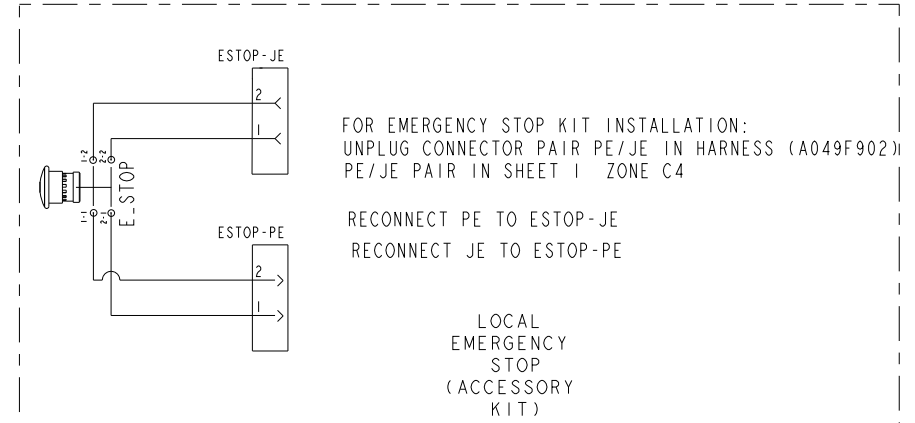 ESTOP-JE
2
1
1-2
2-2
E_STOP
1-1
2-1
ESTOP-PE
2
1
FOR EMERGENCY STOP KIT INSTALLATION:
UNPLUG CONNECTOR PAIR PE/JE IN HARNESS (A049F902)
PE/JE PAIR IN SHEET 1 ZONE C4
RECONNECT PE TO ESTOP-JE
RECONNECT JE TO ESTOP-PE
LOCAL
EMERGENCY
STOP
(ACCESSORY
KIT)